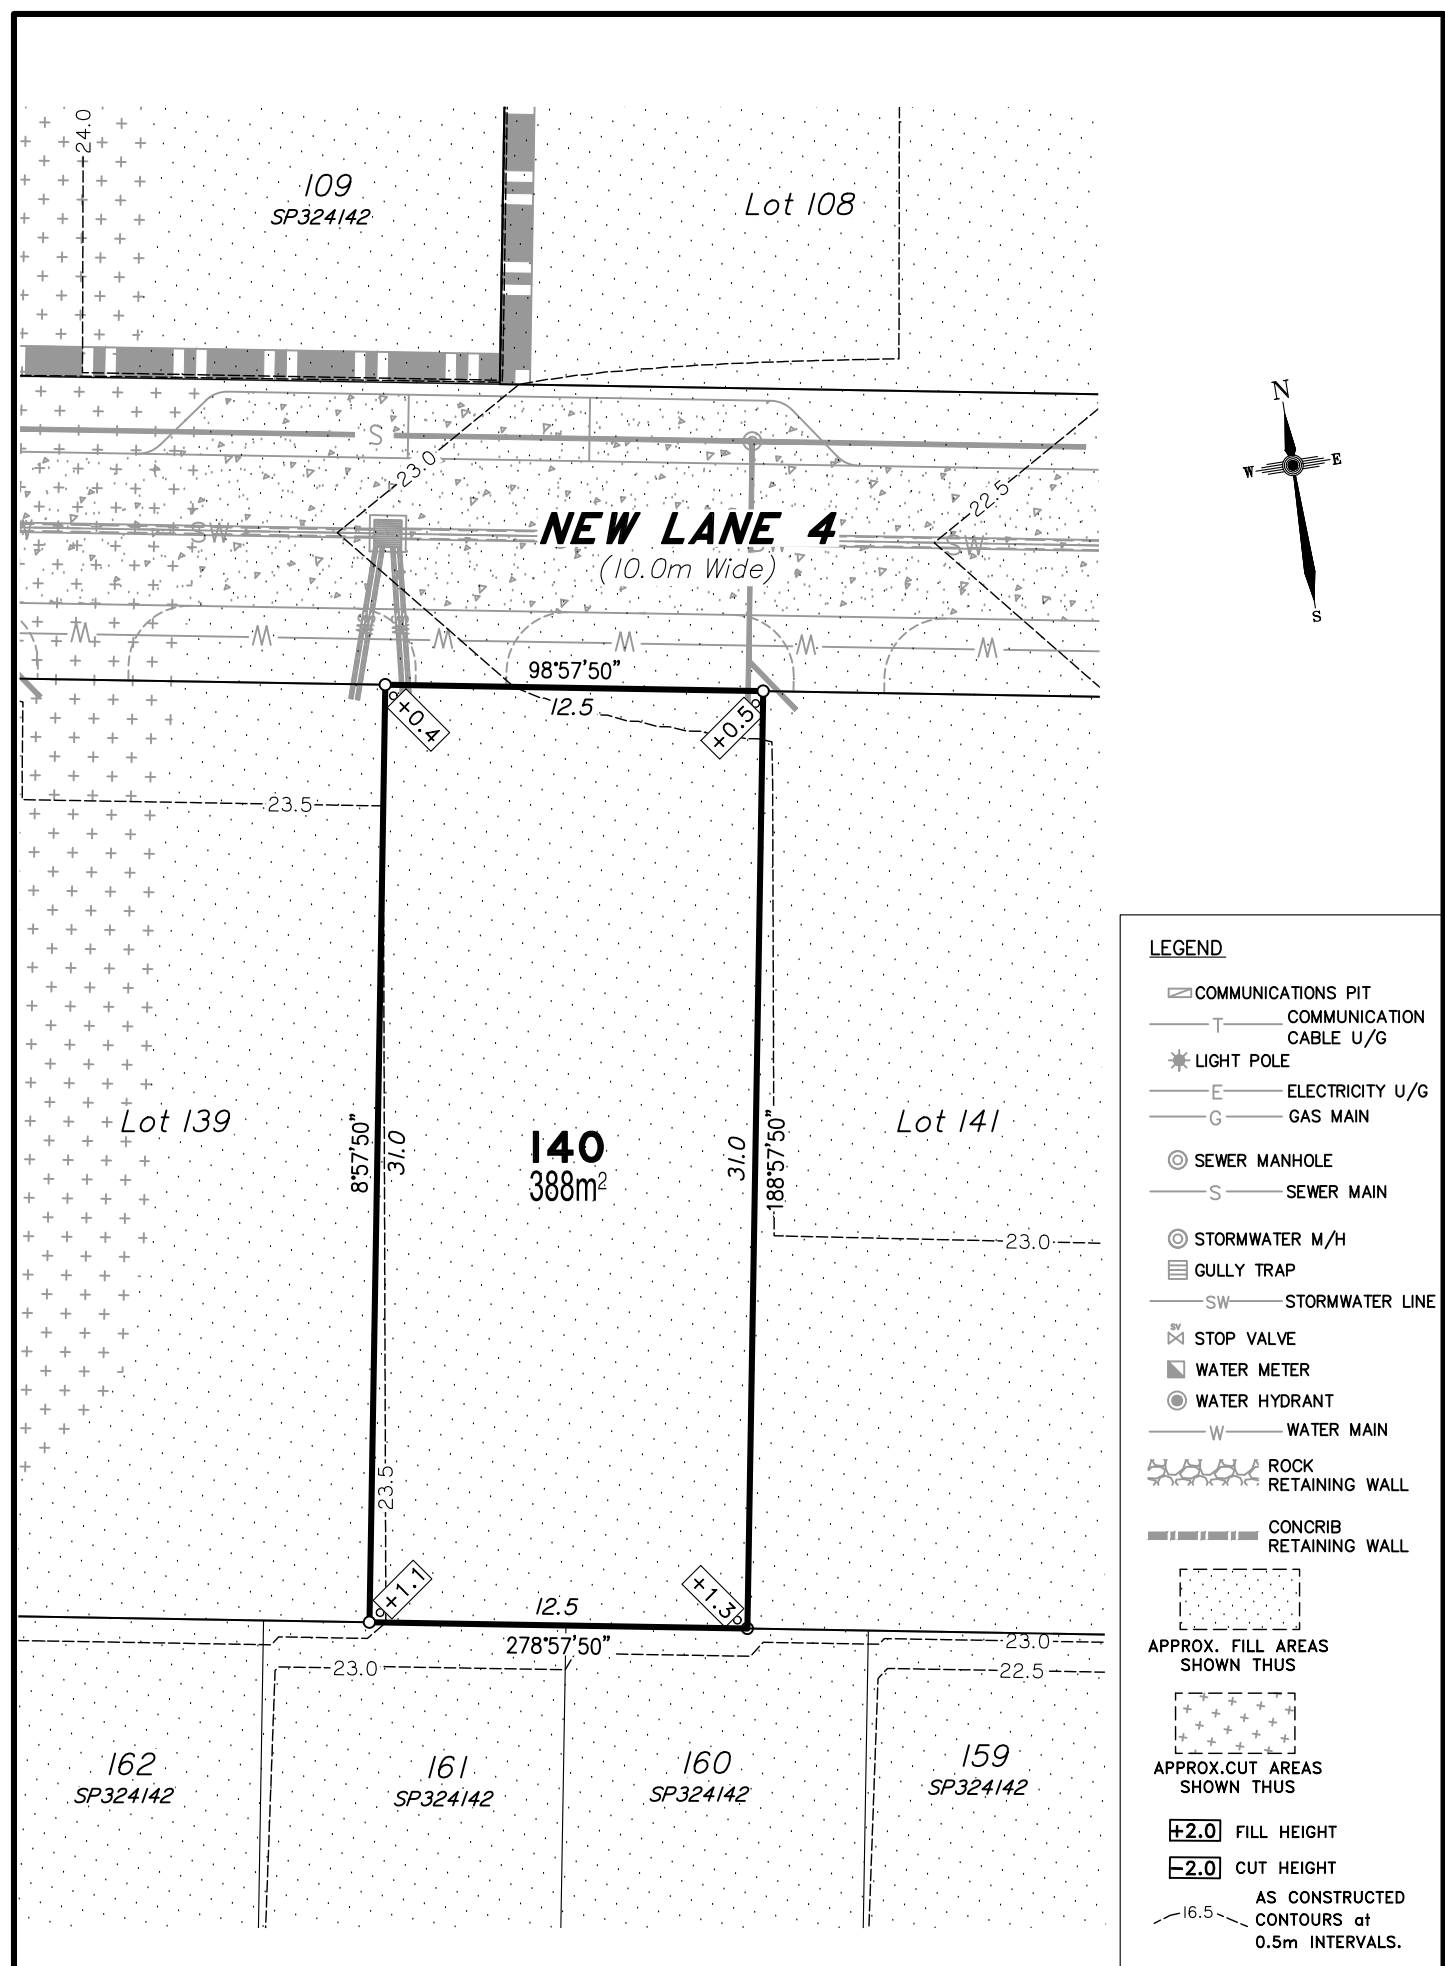 24.0
109
SP324142
Lot 108
N
W
E
S
S
23.0
22.5
SW
NEW LANE 4
SW
(10.0m Wide)
W
W
W
W
W
W
98°57'50"
12.5
+0.4
+0.5
23.5
Lot 139
8°57'50"
31.0
140
388m²
31.0
188°57'50"
Lot 141
23.0
23.5
+1.1
+1.3
12.5
278°57'50"
23.0
23.0
22.5
162
SP324142
161
SP324142
160
SP324142
159
SP324142
LEGEND
COMMUNICATIONS PIT
T
COMMUNICATION
CABLE U/G
LIGHT POLE
E
ELECTRICITY U/G
G
GAS MAIN
SEWER MANHOLE
S
SEWER MAIN
STORMWATER M/H
GULLY TRAP
SW
STORMWATER LINE
SV
STOP VALVE
WATER METER
WATER HYDRANT
W
WATER MAIN
ROCK
RETAINING WALL
CONCRIB
RETAINING WALL
APPROX. FILL AREAS
SHOWN THUS
APPROX.CUT AREAS
SHOWN THUS
+2.0 FILL HEIGHT
-2.0 CUT HEIGHT
16.5
AS CONSTRUCTED
CONTOURS at
0.5m INTERVALS.